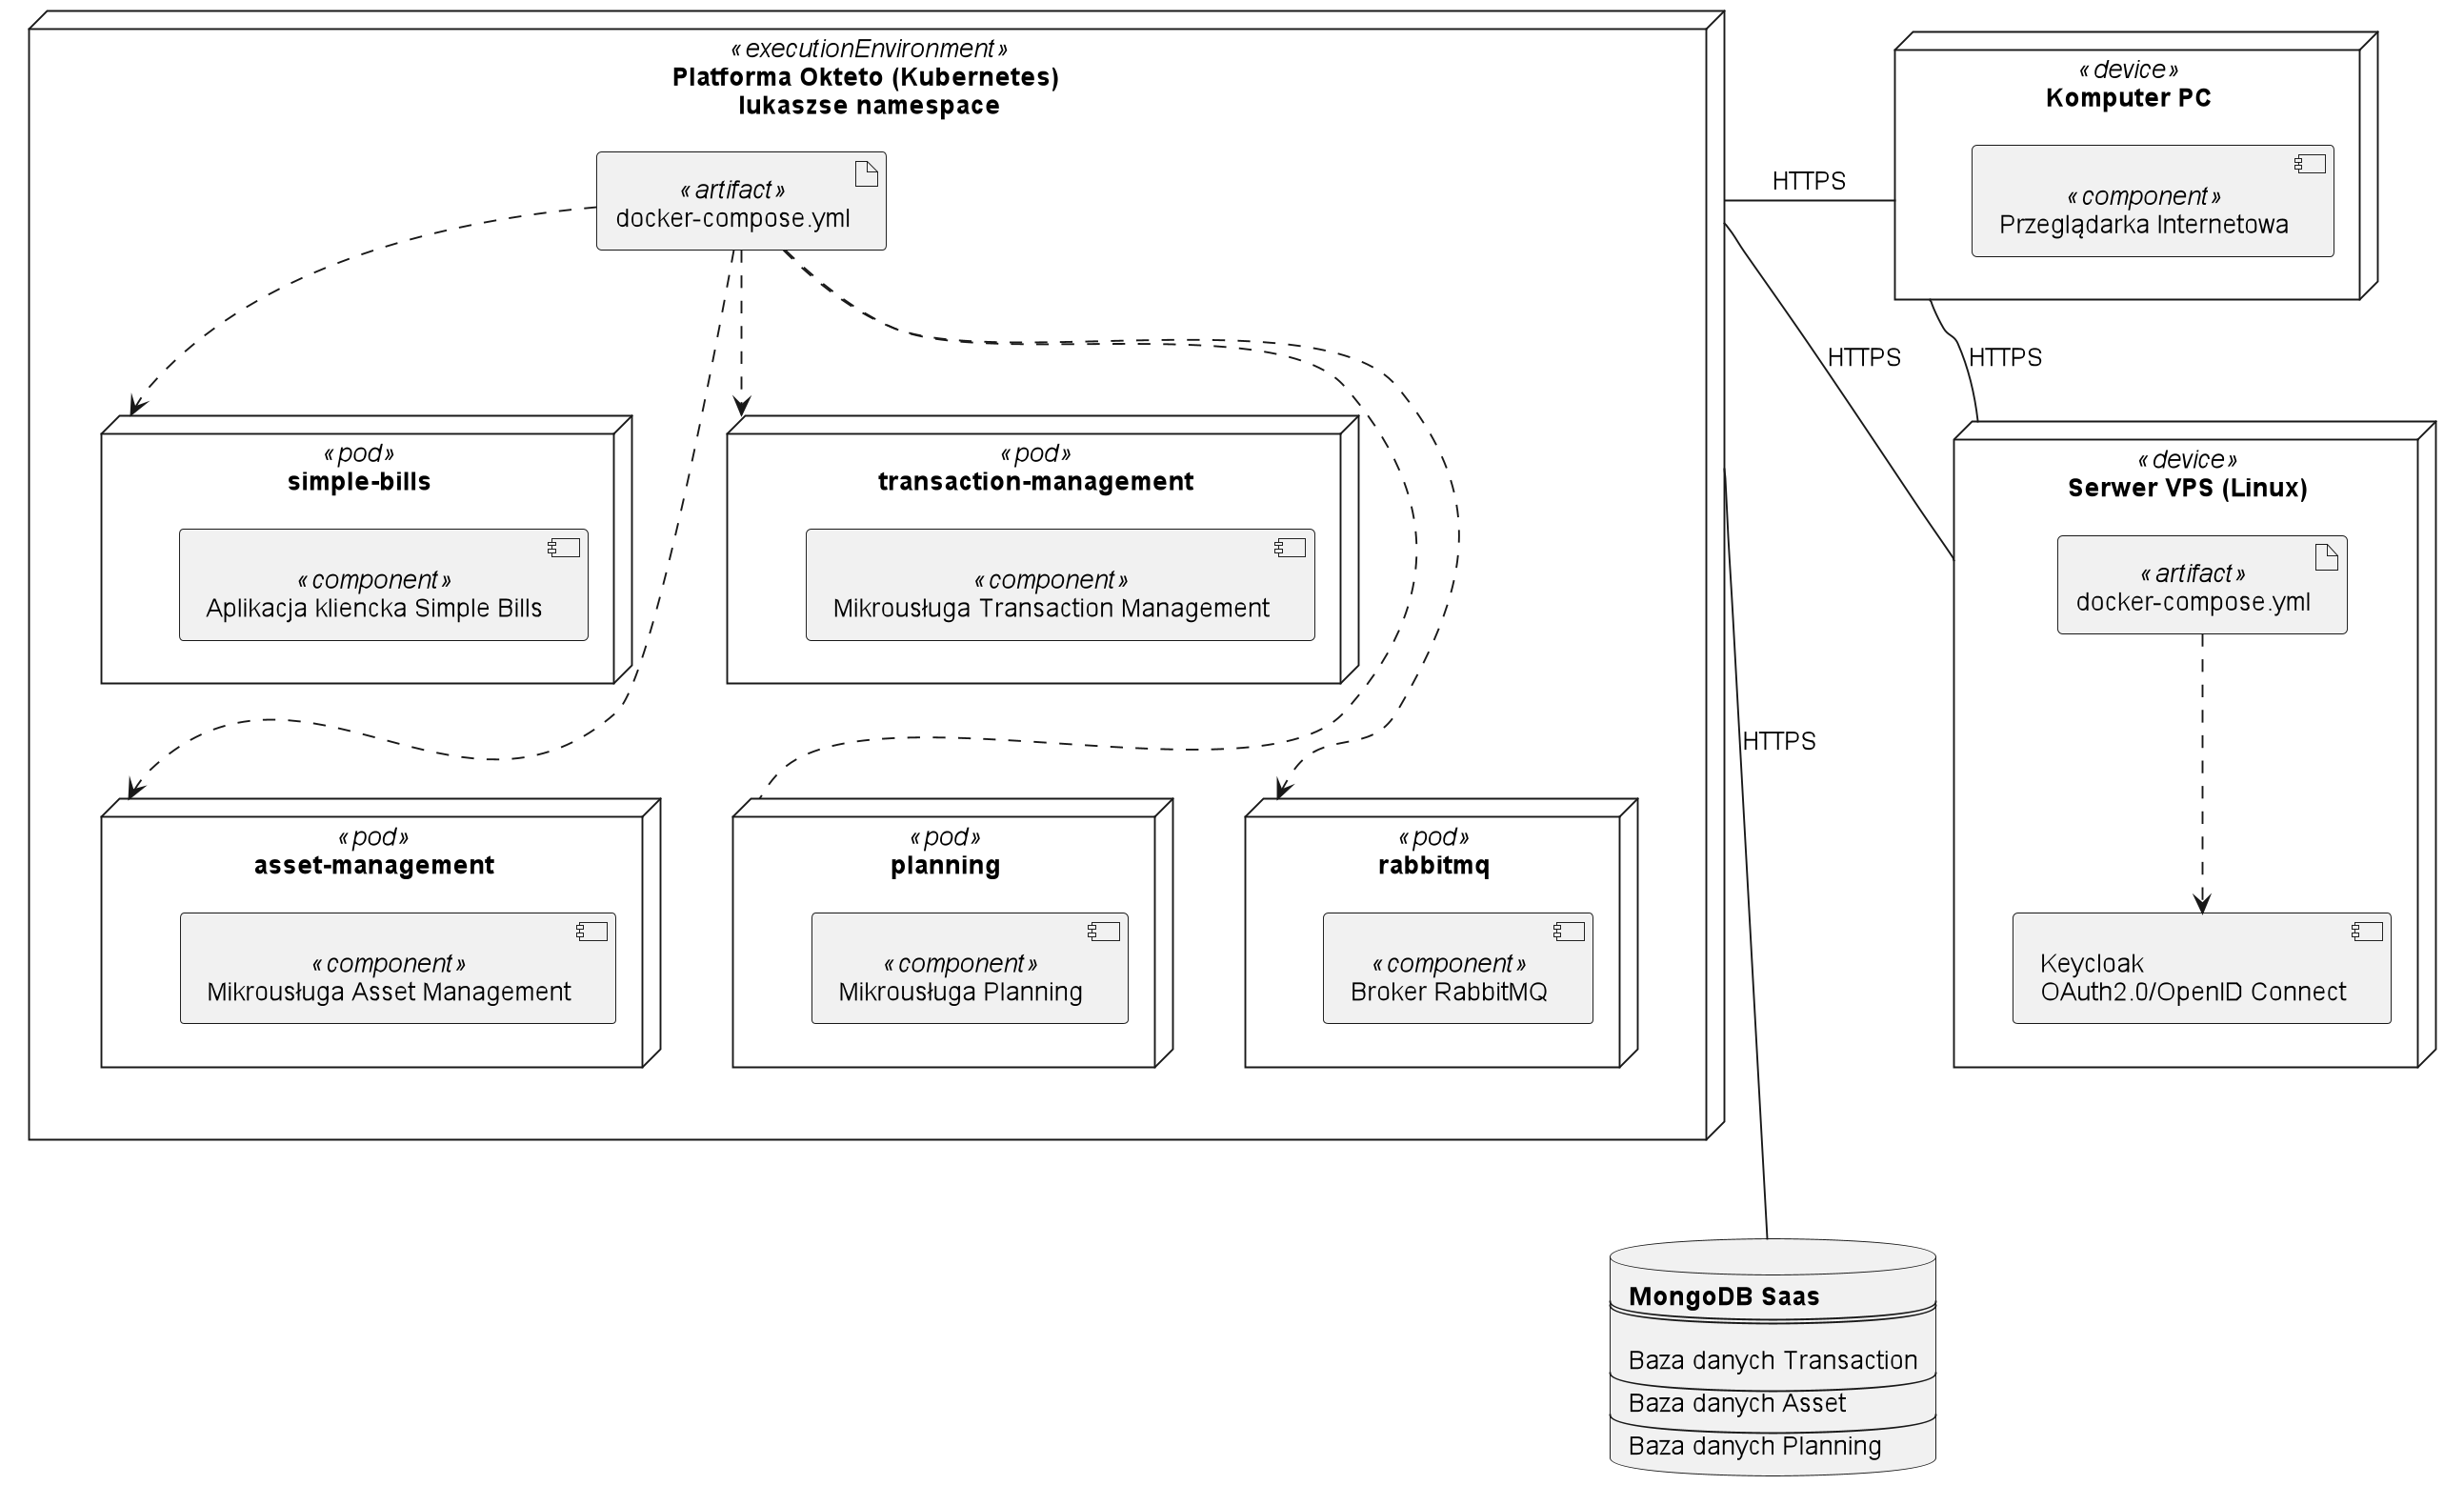 «executionEnvironment»
Platforma Okteto (Kubernetes)
lukaszse namespace
«artifact»
docker-compose.yml
«pod»
simple-bills
«component»
Aplikacja kliencka Simple Bills
«pod»
transaction-management
«component»
Mikrousługa Transaction Management
«pod»
asset-management
«component»
Mikrousługa Asset Management
«pod»
planning
«component»
Mikrousługa Planning
«pod»
rabbitmq
«component»
Broker RabbitMQ
HTTPS
«device»
Komputer PC
«component»
Przeglądarka Internetowa
HTTPS
HTTPS
«device»
Serwer VPS (Linux)
«artifact»
docker-compose.yml
Keycloak
OAuth2.0/OpenID Connect
HTTPS
MongoDB Saas
Baza danych Transaction
Baza danych Asset
Baza danych Planning